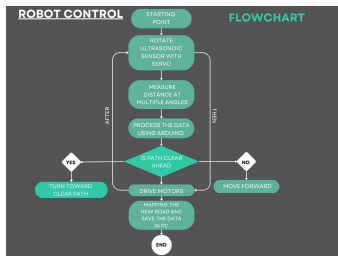 ROBOT CONTROL
FLOWCHART
STARTING
POINT
ROTATE
ULTRASONIC
SENSOR WITH
SERVO
MEASURE
DISTANCE AT
MULTIPLE ANGLES
AFTER
THEN
PROCESS THE DATA
USING ARDUINO
YES
IS PATH CLEAR
AHEAD
NO
TURN TOWARD
CLEAR PATH
DRIVE MOTORS
MOVE FORWARD
MAPPING THE
NEW ROAD AND
SAVE THE DATA
IN PC
END